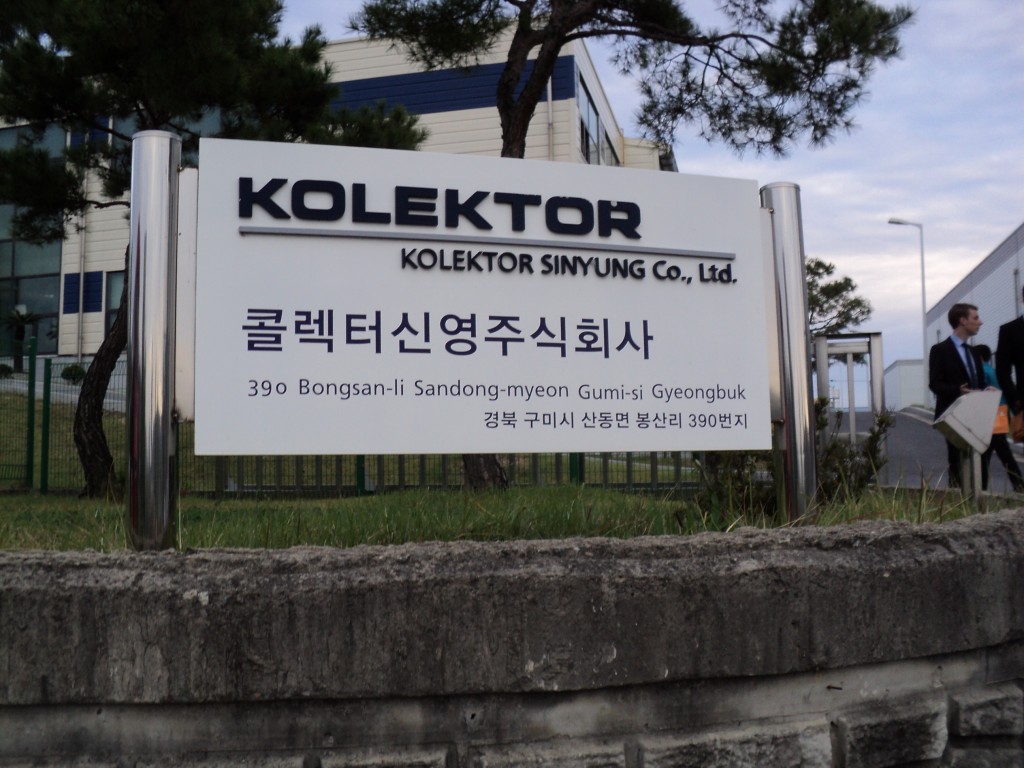 KOLEKTOR
KOLEKTOR SINYUNG Co., Ltd.
콜렉터신영주식회사
390 Bongsan-li Sandong-myeon Gumi-si Gyeongbuk
경북 구미시 산동면 봉산리 390번지